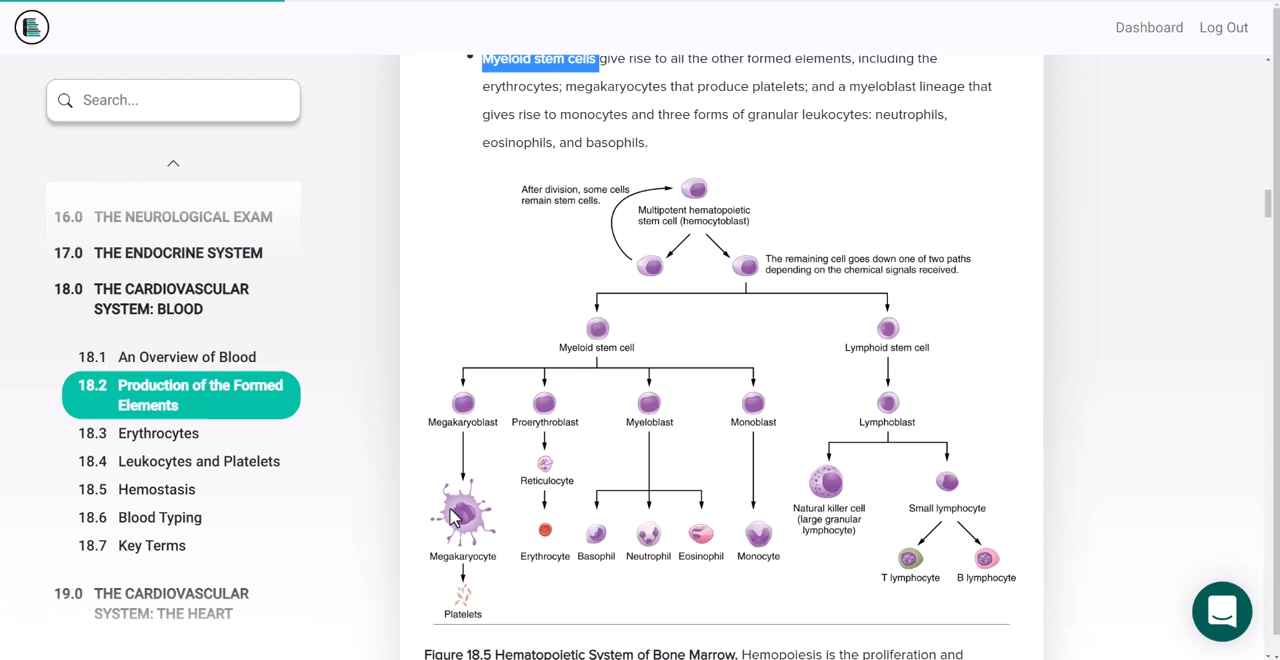 Dashboard Log Out
Search...
16.0 THE NEUROLOGICAL EXAM
17.0 THE ENDOCRINE SYSTEM
18.0 THE CARDIOVASCULAR
SYSTEM: BLOOD
18.1 An Overview of Blood
18.2 Production of the Formed
Elements
18.3 Erythrocytes
18.4 Leukocytes and Platelets
18.5 Hemostasis
18.6 Blood Typing
18.7 Key Terms
19.0 THE CARDIOVASCULAR
SYSTEM: THE HEART
Myeloid stem cells give rise to all the other formed elements, including the
erythrocytes; megakaryocytes that produce platelets; and a myeloblast lineage that
gives rise to monocytes and three forms of granular leukocytes: neutrophils,
eosinophils, and basophils.
After division, some cells
remain stem cells.
Multipotent hematopoietic
stem cell (hemocytoblast)
The remaining cell goes down one of two paths
depending on the chemical signals received.
Myeloid stem cell
Lymphoid stem cell
Megakaryoblast
Proerythroblast
Myeloblast
Monoblast
Lymphoblast
Reticulocyte
Natural killer cell
(large granular
lymphocyte)
Small lymphocyte
Megakaryocyte
Erythrocyte
Basophil
Neutrophil
Eosinophil
Monocyte
T lymphocyte
B lymphocyte
Platelets
Figure 18.5 Hematopoietic System of Bone Marrow. Hemopoiesis is the proliferation and